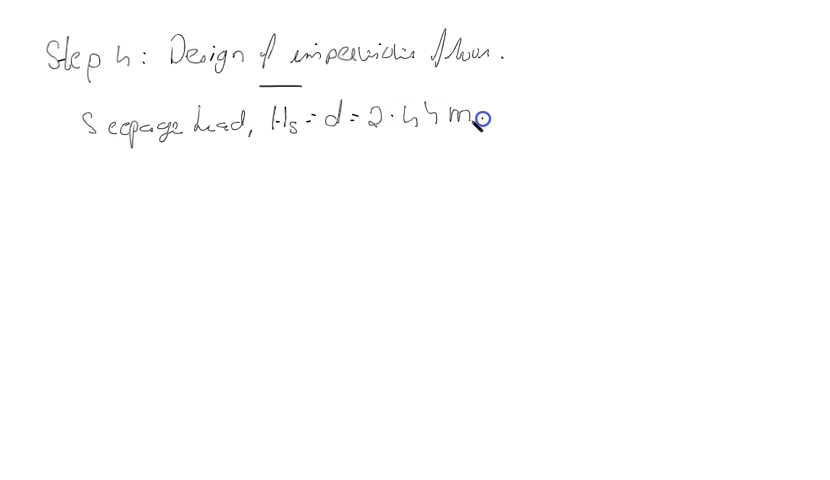 Step 4: Design of impervious floor.
Seepage head, Hs = d = 2.44 m